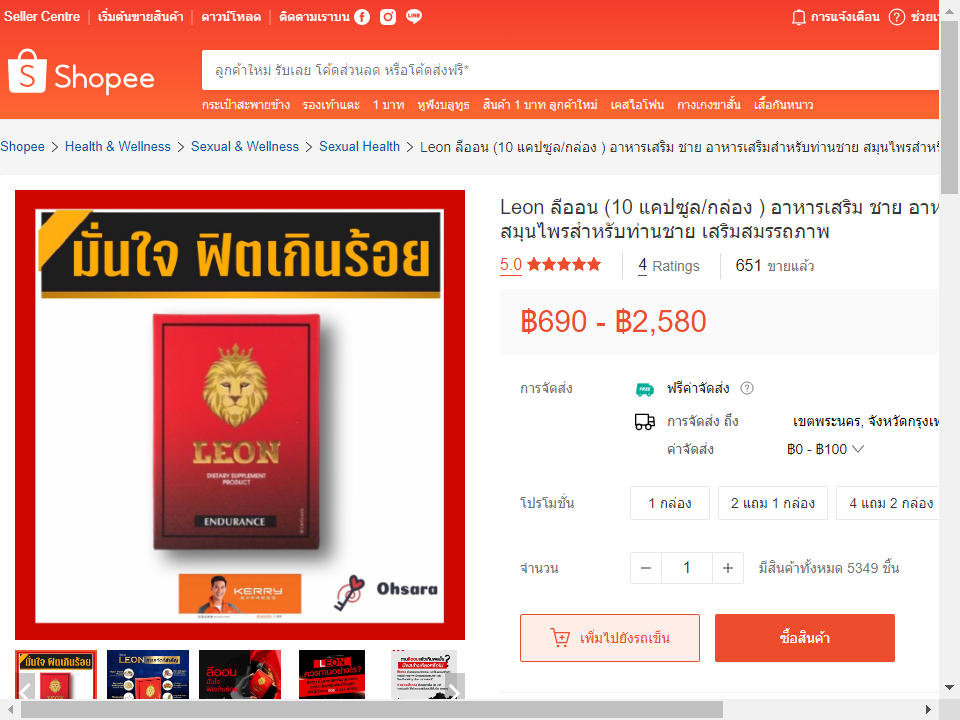 Seller Centre
เริ่มต้นขายสินค้า
ดาวน์โหลด
ติดตามเราบน
LINE
การแจ้งเตือน
ช่วยเ
Shopee
ลูกค้าใหม่ รับเลย โค้ดส่วนลด หรือโค้ดส่งฟรี*
กระเป๋าสะพายข้าง รองเท้าแตะ 1 บาท หูฟังบลูทูธ สินค้า 1 บาท ลูกค้าใหม่ เคสไอโฟน กางเกงขาสั้น เสื้อกันหนาว
Shopee > Health & Wellness > Sexual & Wellness > Sexual Health > Leon ลีออน (10 แคปซูล/กล่อง ) อาหารเสริม ชาย อาหารเสริมสำหรับท่านชาย สมุนไพรสำหรั
มั่นใจ ฟิตเกินร้อย
LEON
DIETARY SUPPLEMENT
PRODUCT
ENDURANCE
KERRY
EXPRESS
Ohsara
Leon ลีออน (10 แคปซูล/กล่อง ) อาหารเสริม ชาย อาห
สมุนไพรสำหรับท่านชาย เสริมสมรรถภาพ
5.0
4 Ratings
651 ขายแล้ว
฿690 - ฿2,580
การจัดส่ง
FREE
ฟรีค่าจัดส่ง
การจัดส่ง ถึง
เขตพระนคร, จังหวัดกรุงเท
ค่าจัดส่ง
฿0 - ฿100
โปรโมชั่น
1 กล่อง
2 แถม 1 กล่อง
4 แถม 2 กล่อง
จำนวน
1
มีสินค้าทั้งหมด 5349 ชิ้น
เพิ่มไปยังรถเข็น
ซื้อสินค้า
มั่นใจ ฟิตเกินร้อย
LEON
LEON
ลีออน
LEON